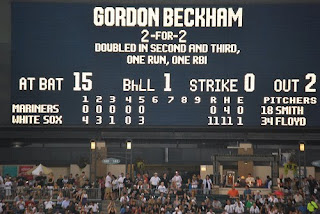 GORDON BECKHAM
2-FOR-2
DOUBLED IN SECOND AND THIRD,
ONE RUN, ONE RBI
AT BAT 15 BALL 1 STRIKE 0 OUT 2
1 2 3 4 5 6 7 8 9 R H E PITCHERS
MARINERS 0 0 0 0 0 4 0 18 SMITH
WHITE SOX 4 3 1 0 3 11 11 1 34 FLOYD